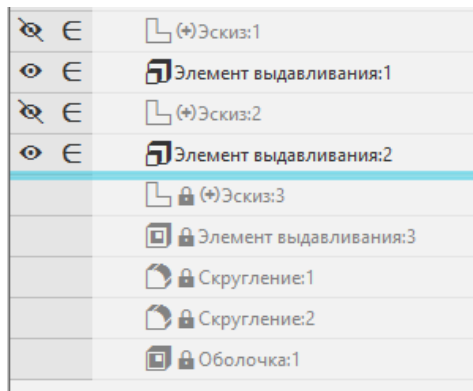 ∈ (+)Эскиз:1
∈ Элемент выдавливания:1
∈ (+)Эскиз:2
∈ Элемент выдавливания:2
(+)Эскиз:3
Элемент выдавливания:3
Скругление:1
Скругление:2
Оболочка:1